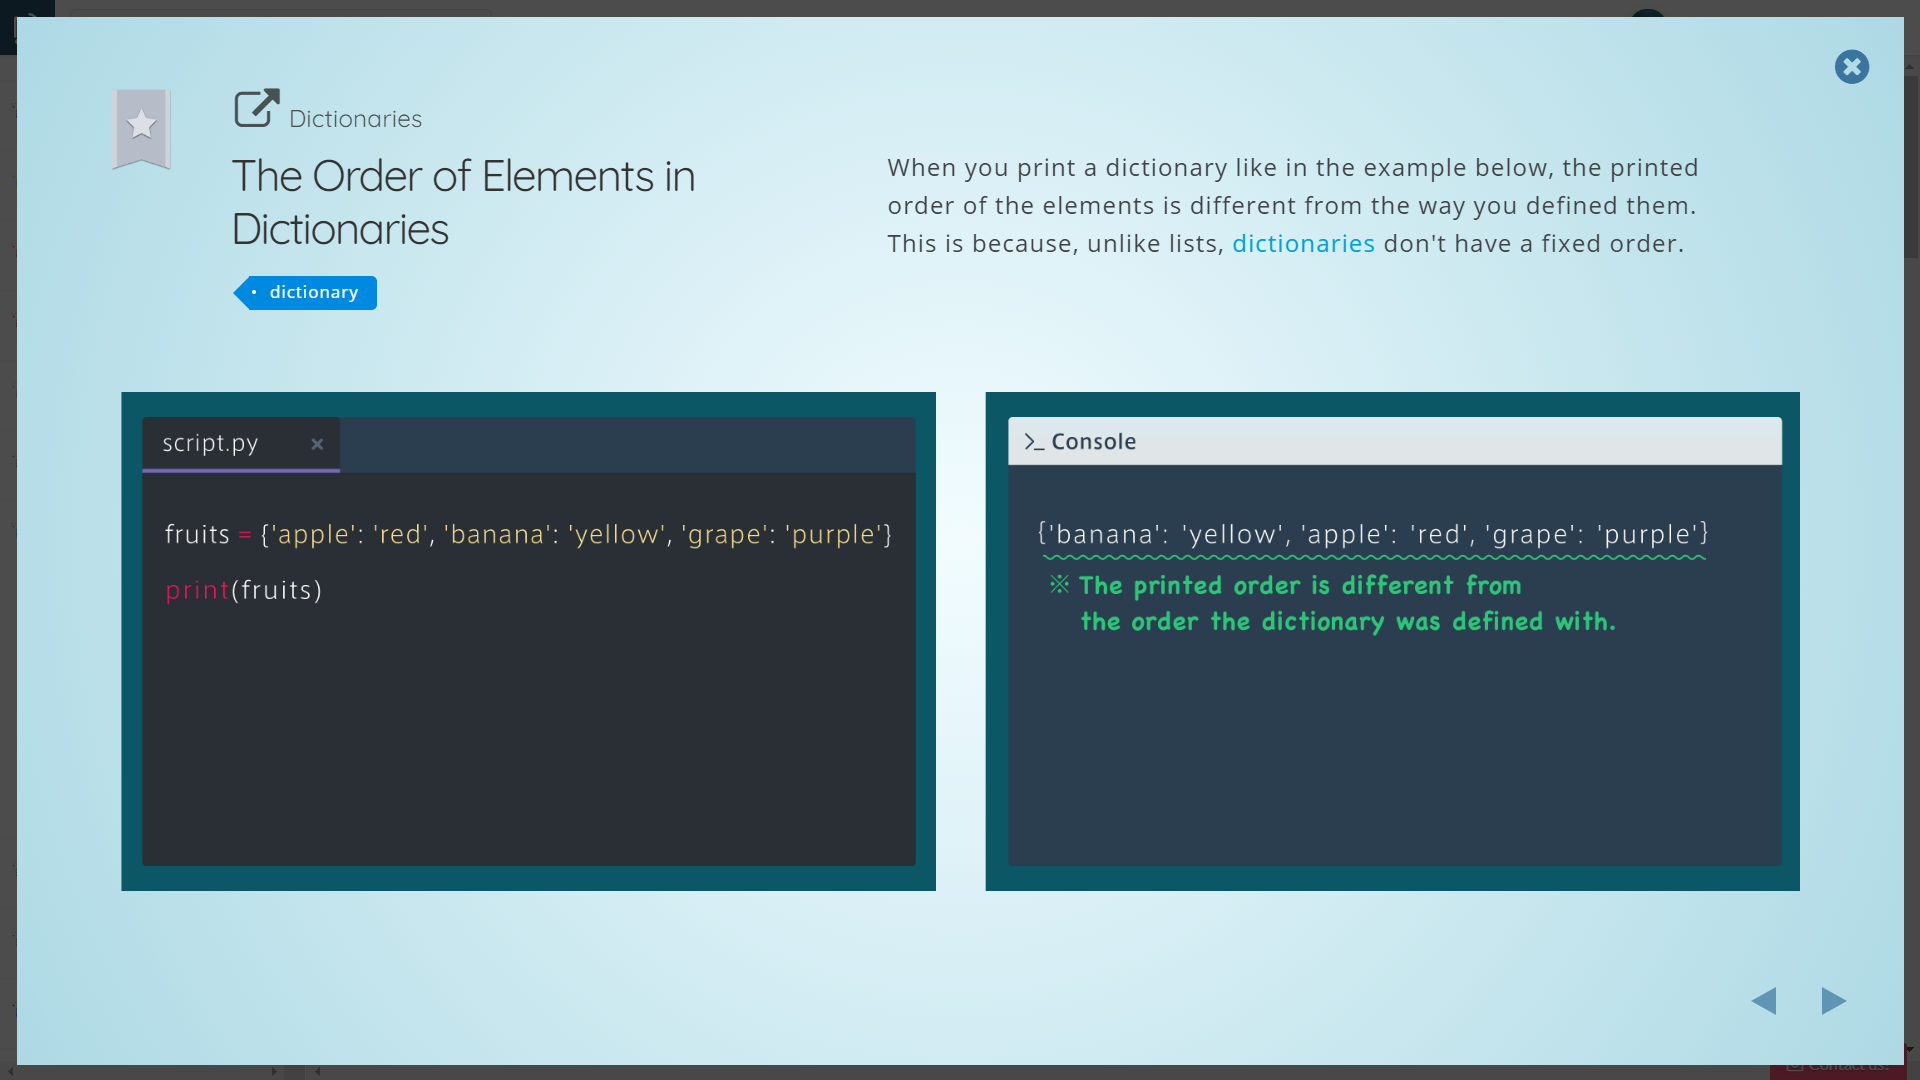 Dictionaries
The Order of Elements in
Dictionaries
dictionary
When you print a dictionary like in the example below, the printed
order of the elements is different from the way you defined them.
This is because, unlike lists, dictionaries don't have a fixed order.
script.py
fruits = {'apple': 'red', 'banana': 'yellow', 'grape': 'purple'}
print(fruits)
>_ Console
{'banana': 'yellow', 'apple': 'red', 'grape': 'purple'}
※ The printed order is different from
the order the dictionary was defined with.
Contact us!